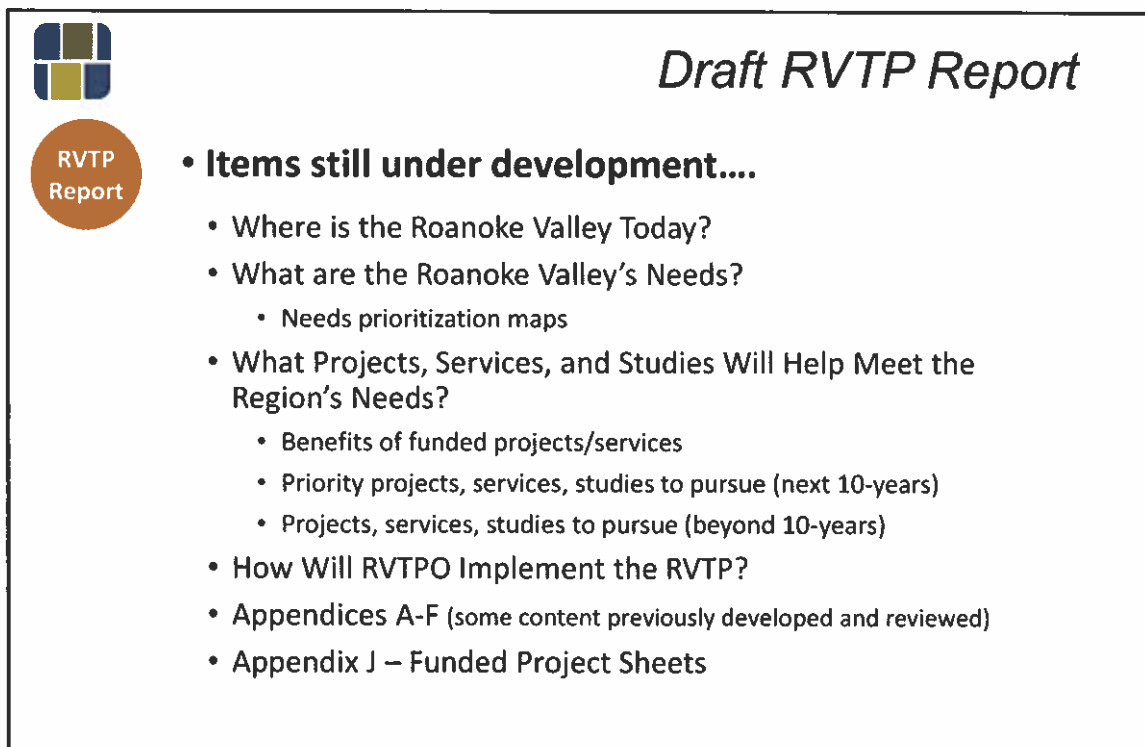 Draft RVTP Report
RVTP
Report
• Items still under development....
• Where is the Roanoke Valley Today?
• What are the Roanoke Valley's Needs?
• Needs prioritization maps
• What Projects, Services, and Studies Will Help Meet the
Region's Needs?
• Benefits of funded projects/services
• Priority projects, services, studies to pursue (next 10-years)
• Projects, services, studies to pursue (beyond 10-years)
• How Will RVTPO Implement the RVTP?
• Appendices A-F (some content previously developed and reviewed)
• Appendix J – Funded Project Sheets